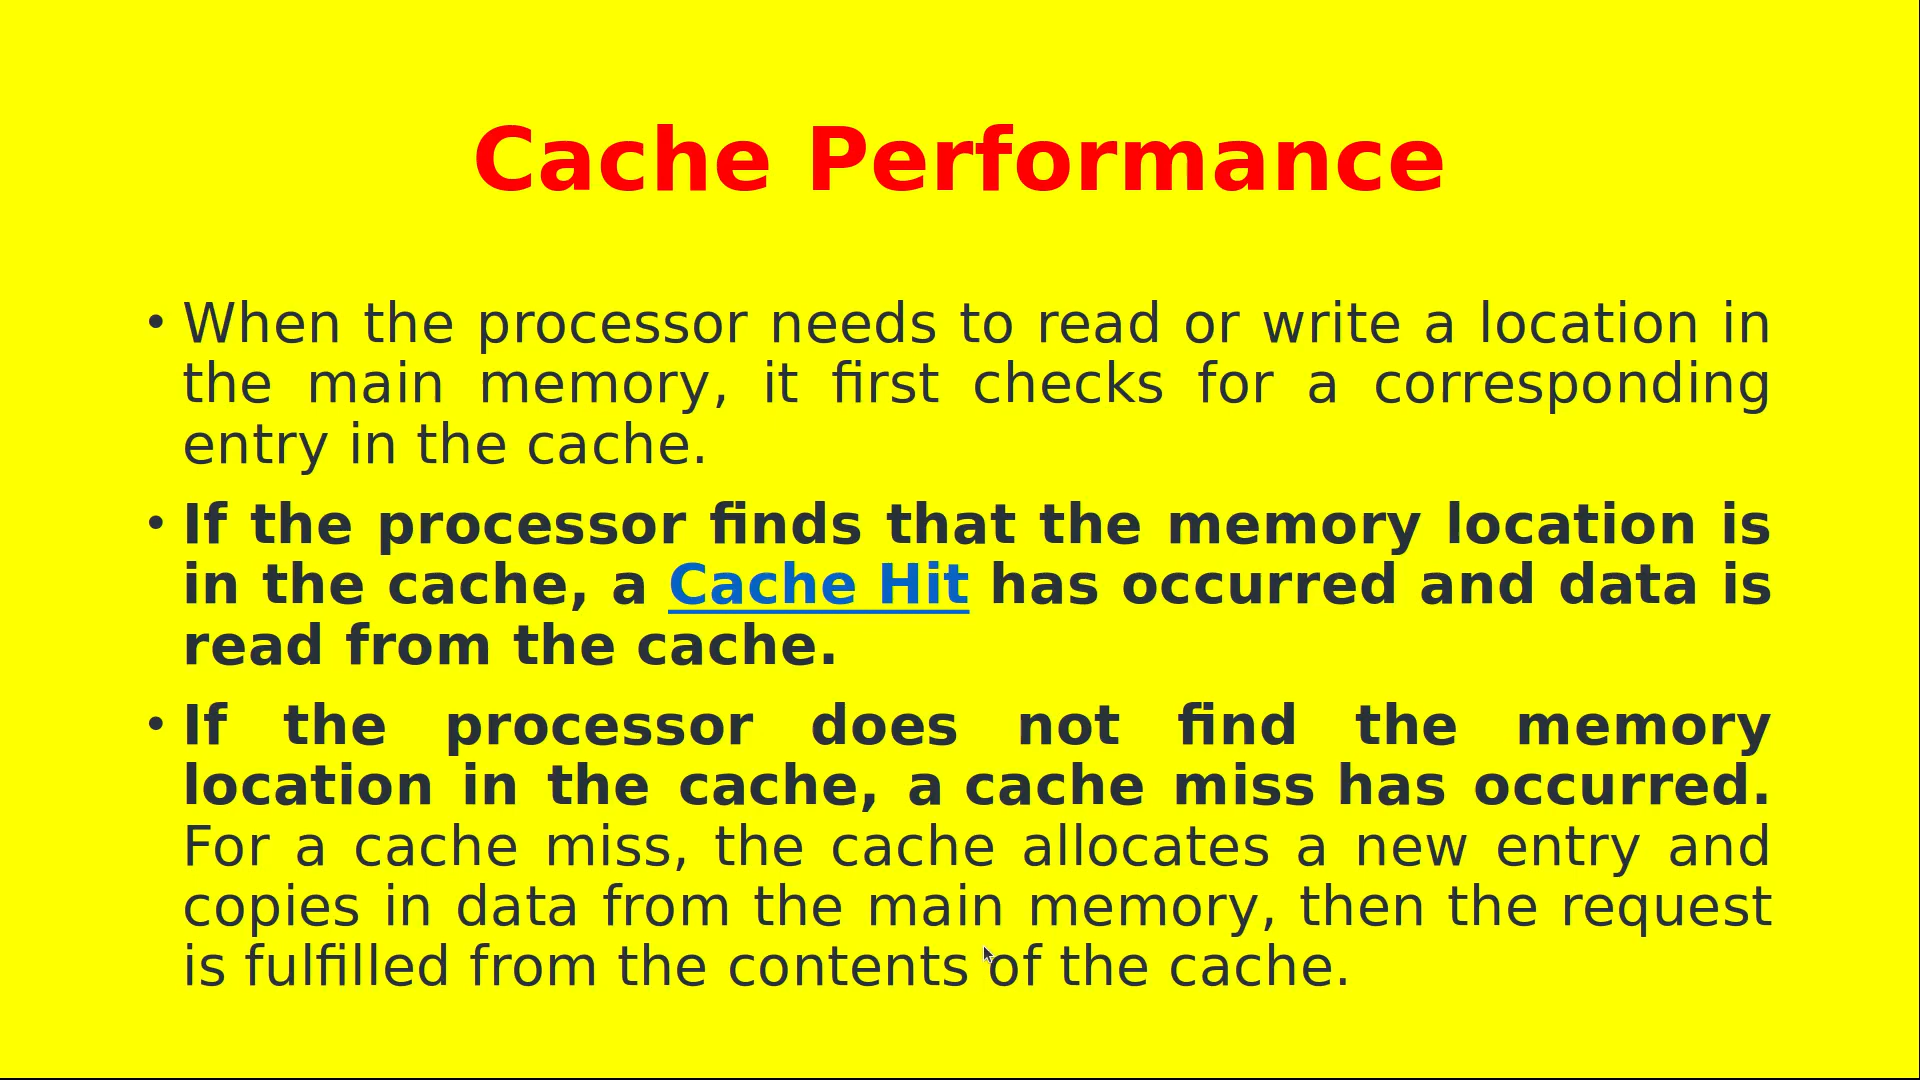 Cache Performance
• When the processor needs to read or write a location in
the main memory, it first checks for a corresponding
entry in the cache.
• If the processor finds that the memory location is
in the cache, a Cache Hit has occurred and data is
read from the cache.
• If the processor does not find the memory
location in the cache, a cache miss has occurred.
For a cache miss, the cache allocates a new entry and
copies in data from the main memory, then the request
is fulfilled from the contents of the cache.